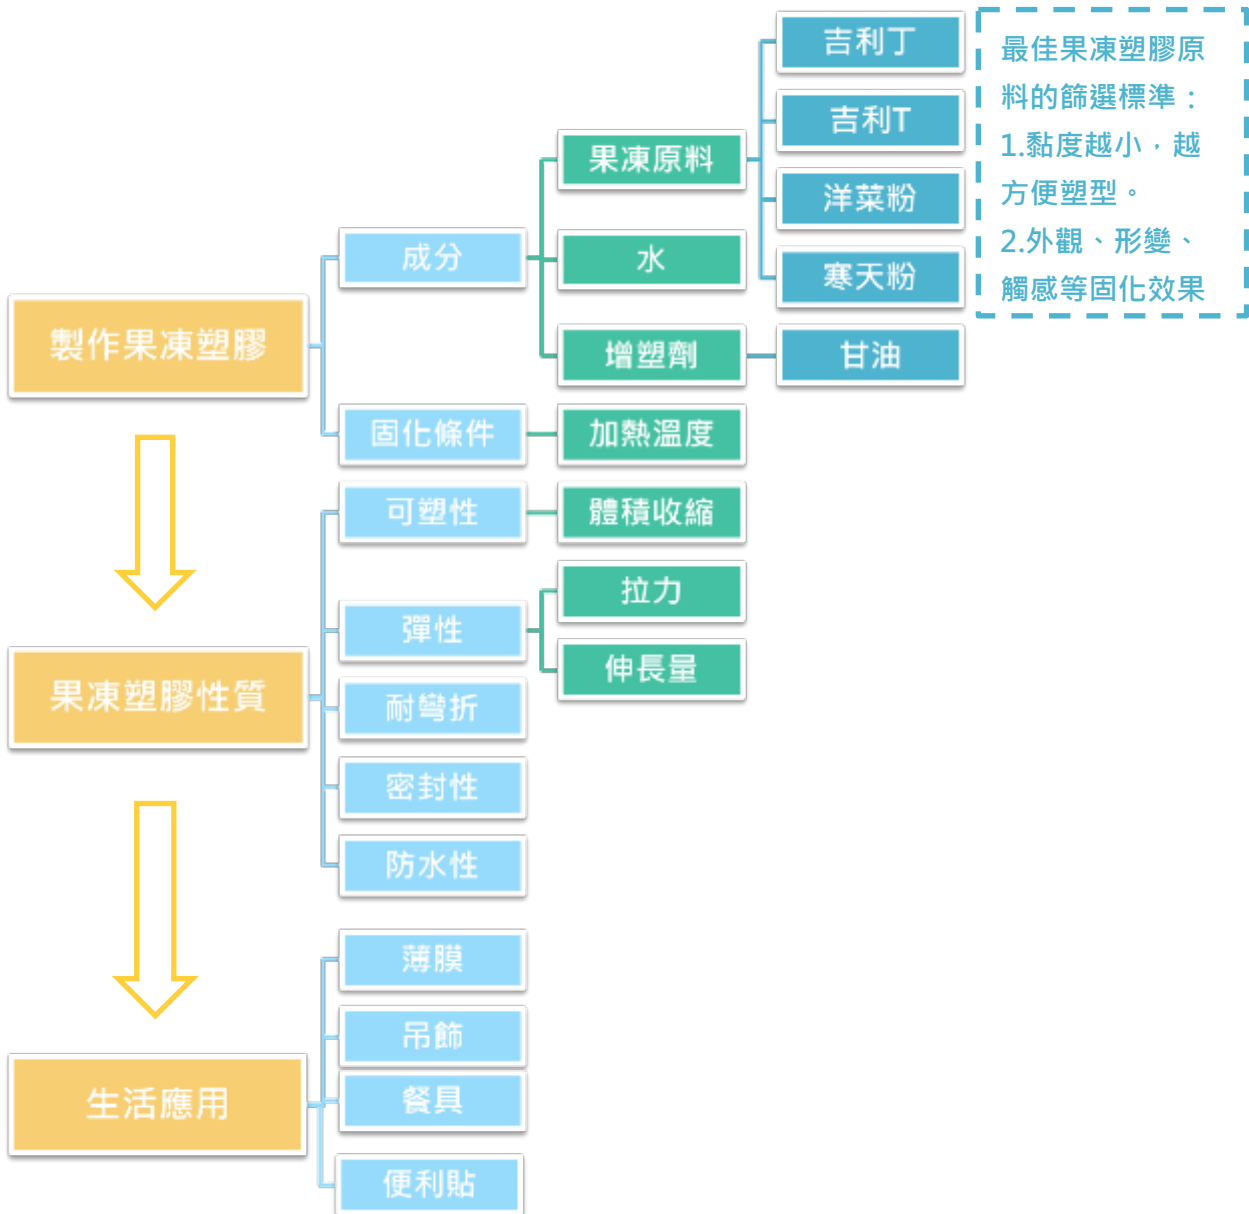 吉利丁
吉利T
洋菜粉
寒天粉
最佳果凍塑膠原
料的篩選標準：
1.黏度越小，越
方便塑型。
2.外觀、形變、
觸感等固化效果
果凍原料
水
增塑劑
甘油
成分
製作果凍塑膠
固化條件
加熱溫度
可塑性
體積收縮
彈性
拉力
伸長量
果凍塑膠性質
耐彎折
密封性
防水性
薄膜
吊飾
生活應用
餐具
便利貼